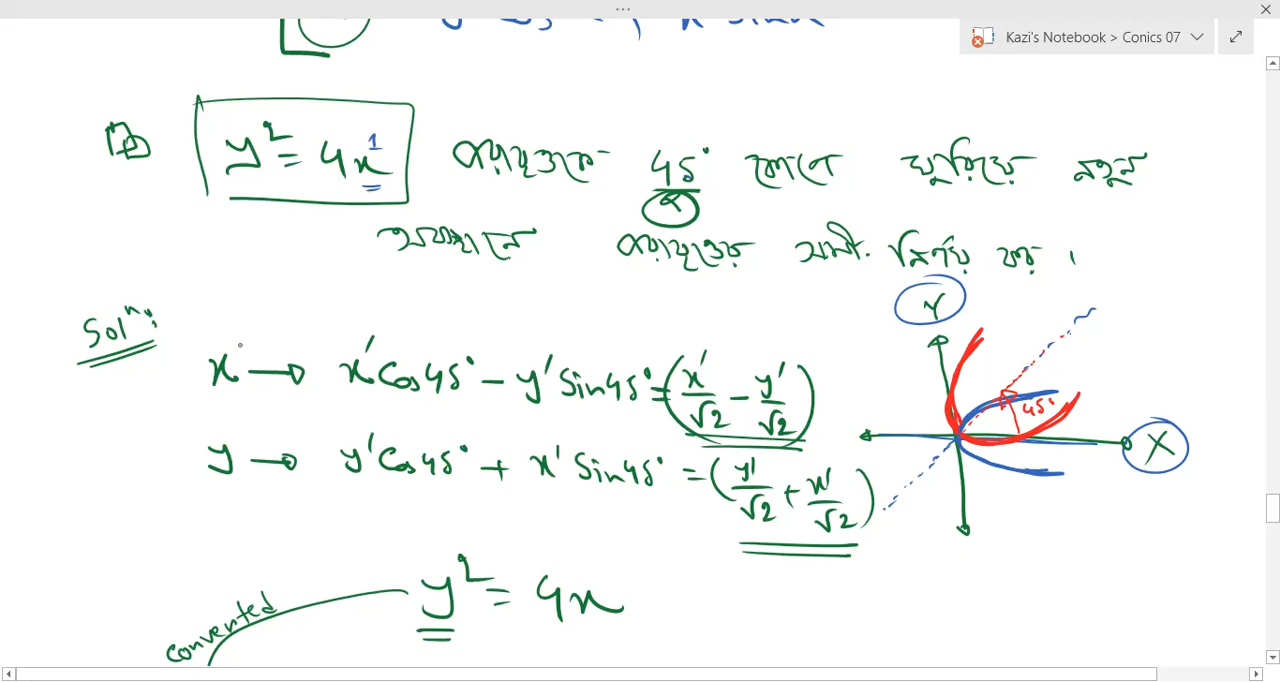 Kazi's Notebook > Conics 07
y² = 4x¹ পরাবৃত্তকে 45° কোণে ঘুরিয়ে নতুন
α
অবস্থানে পরাবৃত্তের সমী. নির্ণয় কর ।
Solⁿ:
x → x' Cos45° - y' Sin45° = (x'/√2 - y'/√2)
y → y' Cos45° + x' Sin45° = (y'/√2 + x'/√2)
Y
X
45°
y² = 4x
converted